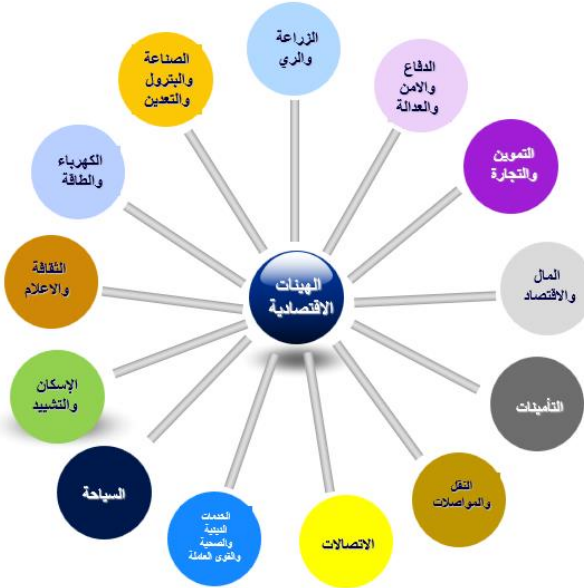 الزراعة
والري
الدفاع
والامن
والعدالة
التموين
والتجارة
المال
والاقتصاد
التأمينات
النقل
والمواصلات
الاتصالات
الخدمات
الدينية
والصحية
والقوى العاملة
السياحة
الإسكان
والتشييد
الثقافة
والاعلام
الكهرباء
والطاقة
الصناعة
والبترول
والتعدين
الهيئات
الاقتصادية